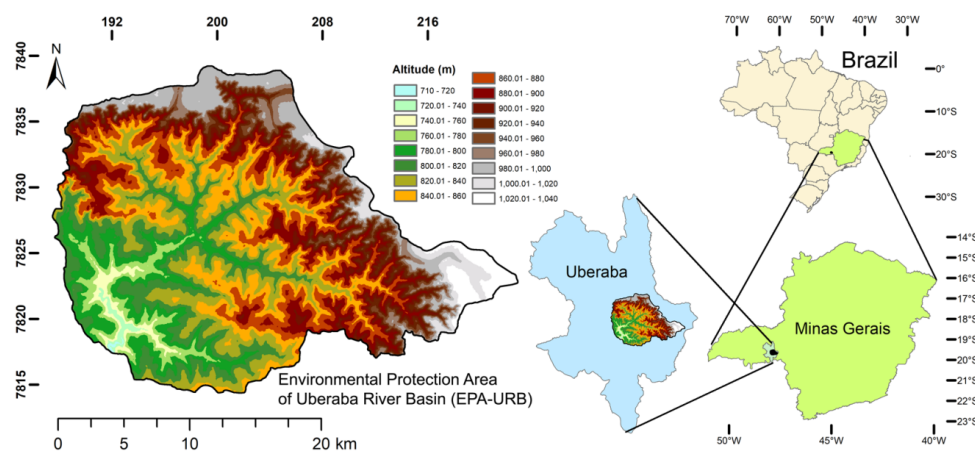 192 200 208 216
7840
7835
7830
7825
7820
7815
N
Altitude (m)
710 - 720
720.01 - 740
740.01 - 760
760.01 - 780
780.01 - 800
800.01 - 820
820.01 - 840
840.01 - 860
860.01 - 880
880.01 - 900
900.01 - 920
920.01 - 940
940.01 - 960
960.01 - 980
980.01 - 1,000
1,000.01 - 1,020
1,020.01 - 1,040
Environmental Protection Area
of Uberaba River Basin (EPA-URB)
0 5 10 20 km
Uberaba
70°W 60°W 50°W 40°W 30°W
Brazil
0°
10°S
20°S
30°S
Minas Gerais
14°S
15°S
16°S
17°S
18°S
19°S
20°S
21°S
22°S
23°S
50°W 45°W 40°W